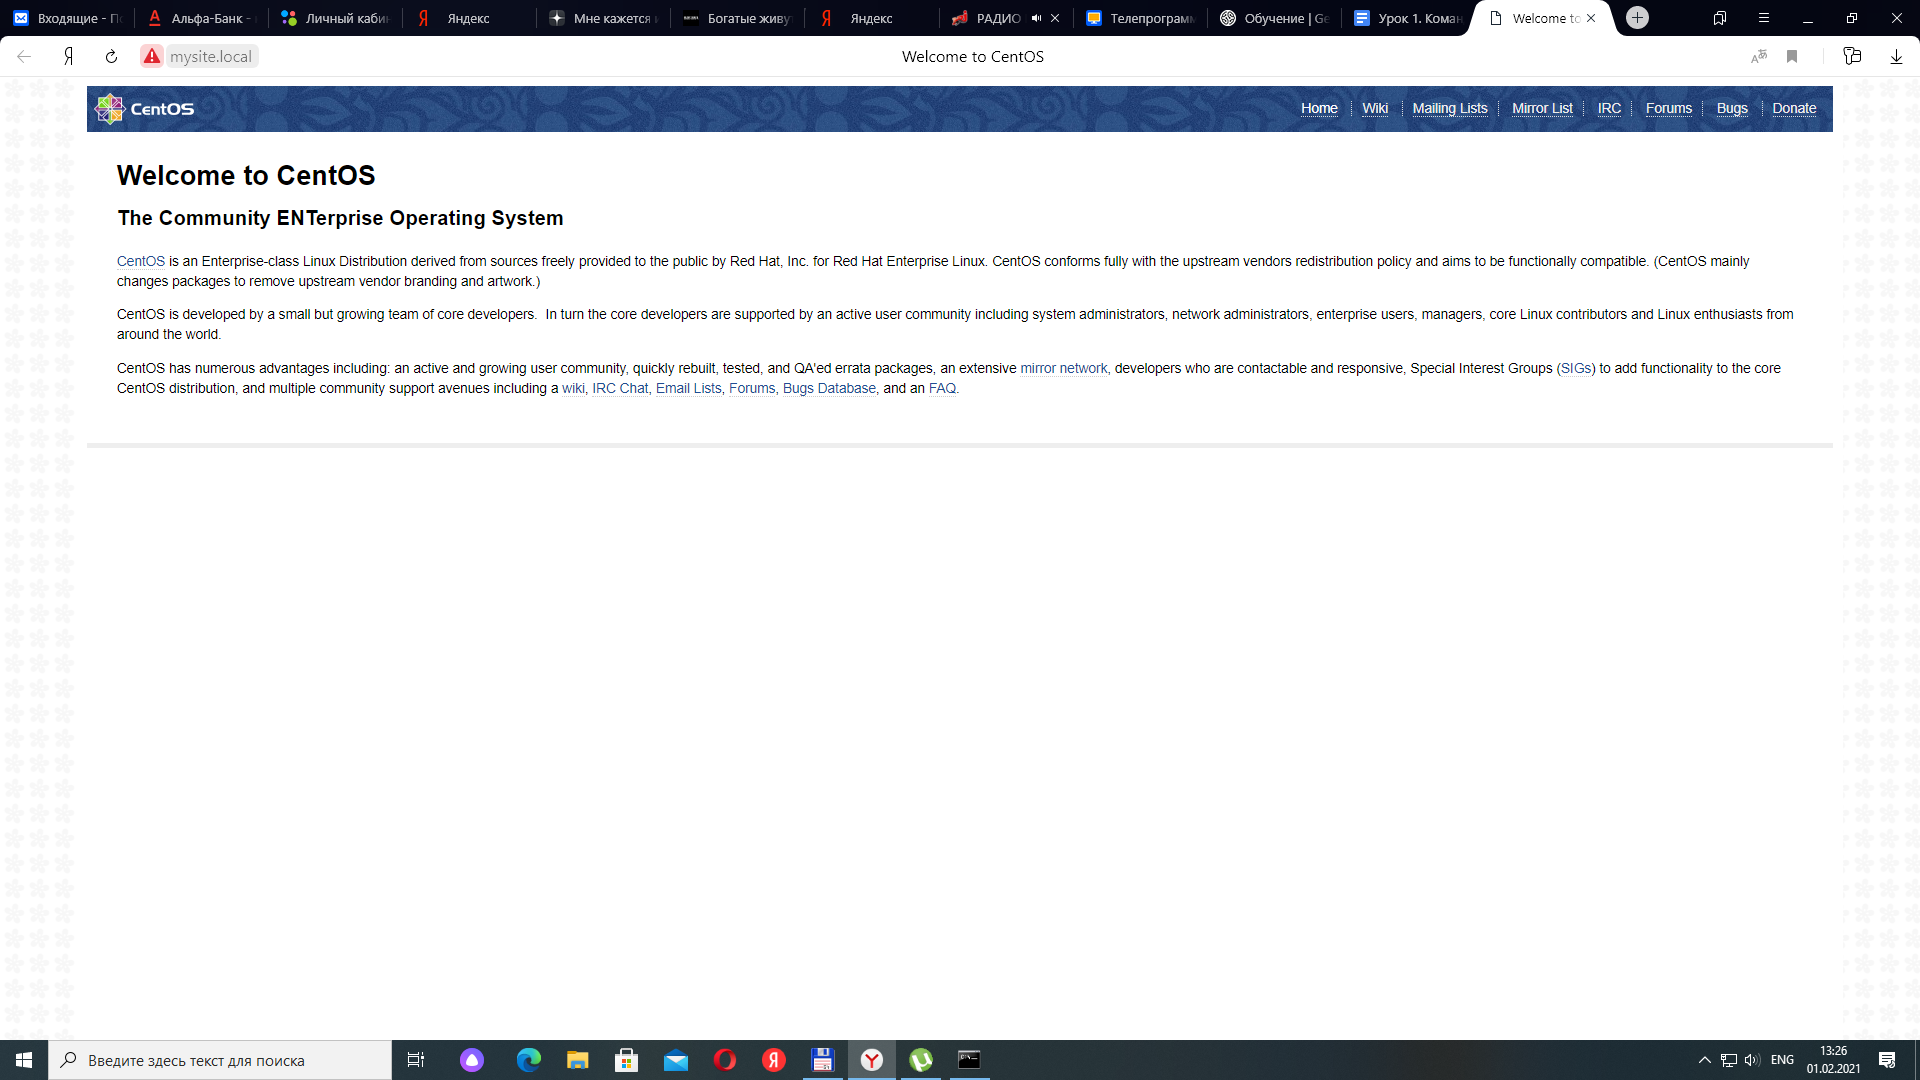 Входящие - По
Альфа-Банк -
Личный кабин
Яндекс
Мне кажется
Богатые живу
Яндекс
РАДИО
Телепрограмм
Обучение | Ge
Урок 1. Коман
Welcome to
mysite.local
Welcome to CentOS
CentOS
Home
Wiki
Mailing Lists
Mirror List
IRC
Forums
Bugs
Donate
Welcome to CentOS
The Community ENTerprise Operating System
CentOS is an Enterprise-class Linux Distribution derived from sources freely provided to the public by Red Hat, Inc. for Red Hat Enterprise Linux. CentOS conforms fully with the upstream vendors redistribution policy and aims to be functionally compatible. (CentOS mainly
changes packages to remove upstream vendor branding and artwork.)
CentOS is developed by a small but growing team of core developers.  In turn the core developers are supported by an active user community including system administrators, network administrators, enterprise users, managers, core Linux contributors and Linux enthusiasts from
around the world.
CentOS has numerous advantages including: an active and growing user community, quickly rebuilt, tested, and QA'ed errata packages, an extensive mirror network, developers who are contactable and responsive, Special Interest Groups (SIGs) to add functionality to the core
CentOS distribution, and multiple community support avenues including a wiki, IRC Chat, Email Lists, Forums, Bugs Database, and an FAQ.
Введите здесь текст для поиска
ENG
13:26
01.02.2021